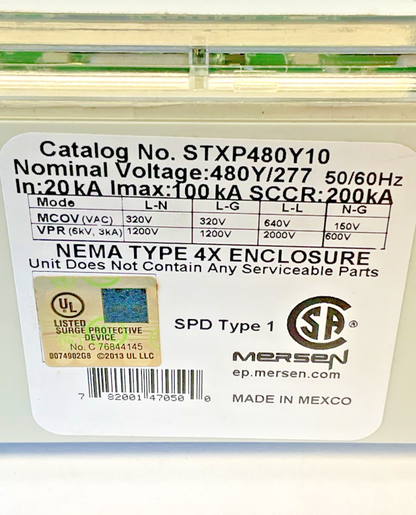 Catalog No. STXP480Y10
Nominal Voltage:480Y/277 50/60Hz
In:20 kA Imax:100 kA SCCR:200kA
Mode L-N L-G L-L N-G
MCOV (VAC) 320V 320V 640V 150V
VPR (6kV, 3kA) 1200V 1200V 2000V 600V
NEMA TYPE 4X ENCLOSURE
Unit Does Not Contain Any Serviceable Parts
UL
LISTED
SURGE PROTECTIVE
DEVICE
No. C 76844145
0074902G8 ©2013 UL LLC
SPD Type 1
CSA ®
MERSEN
ep.mersen.com
7 82001 47050 0
MADE IN MEXCO